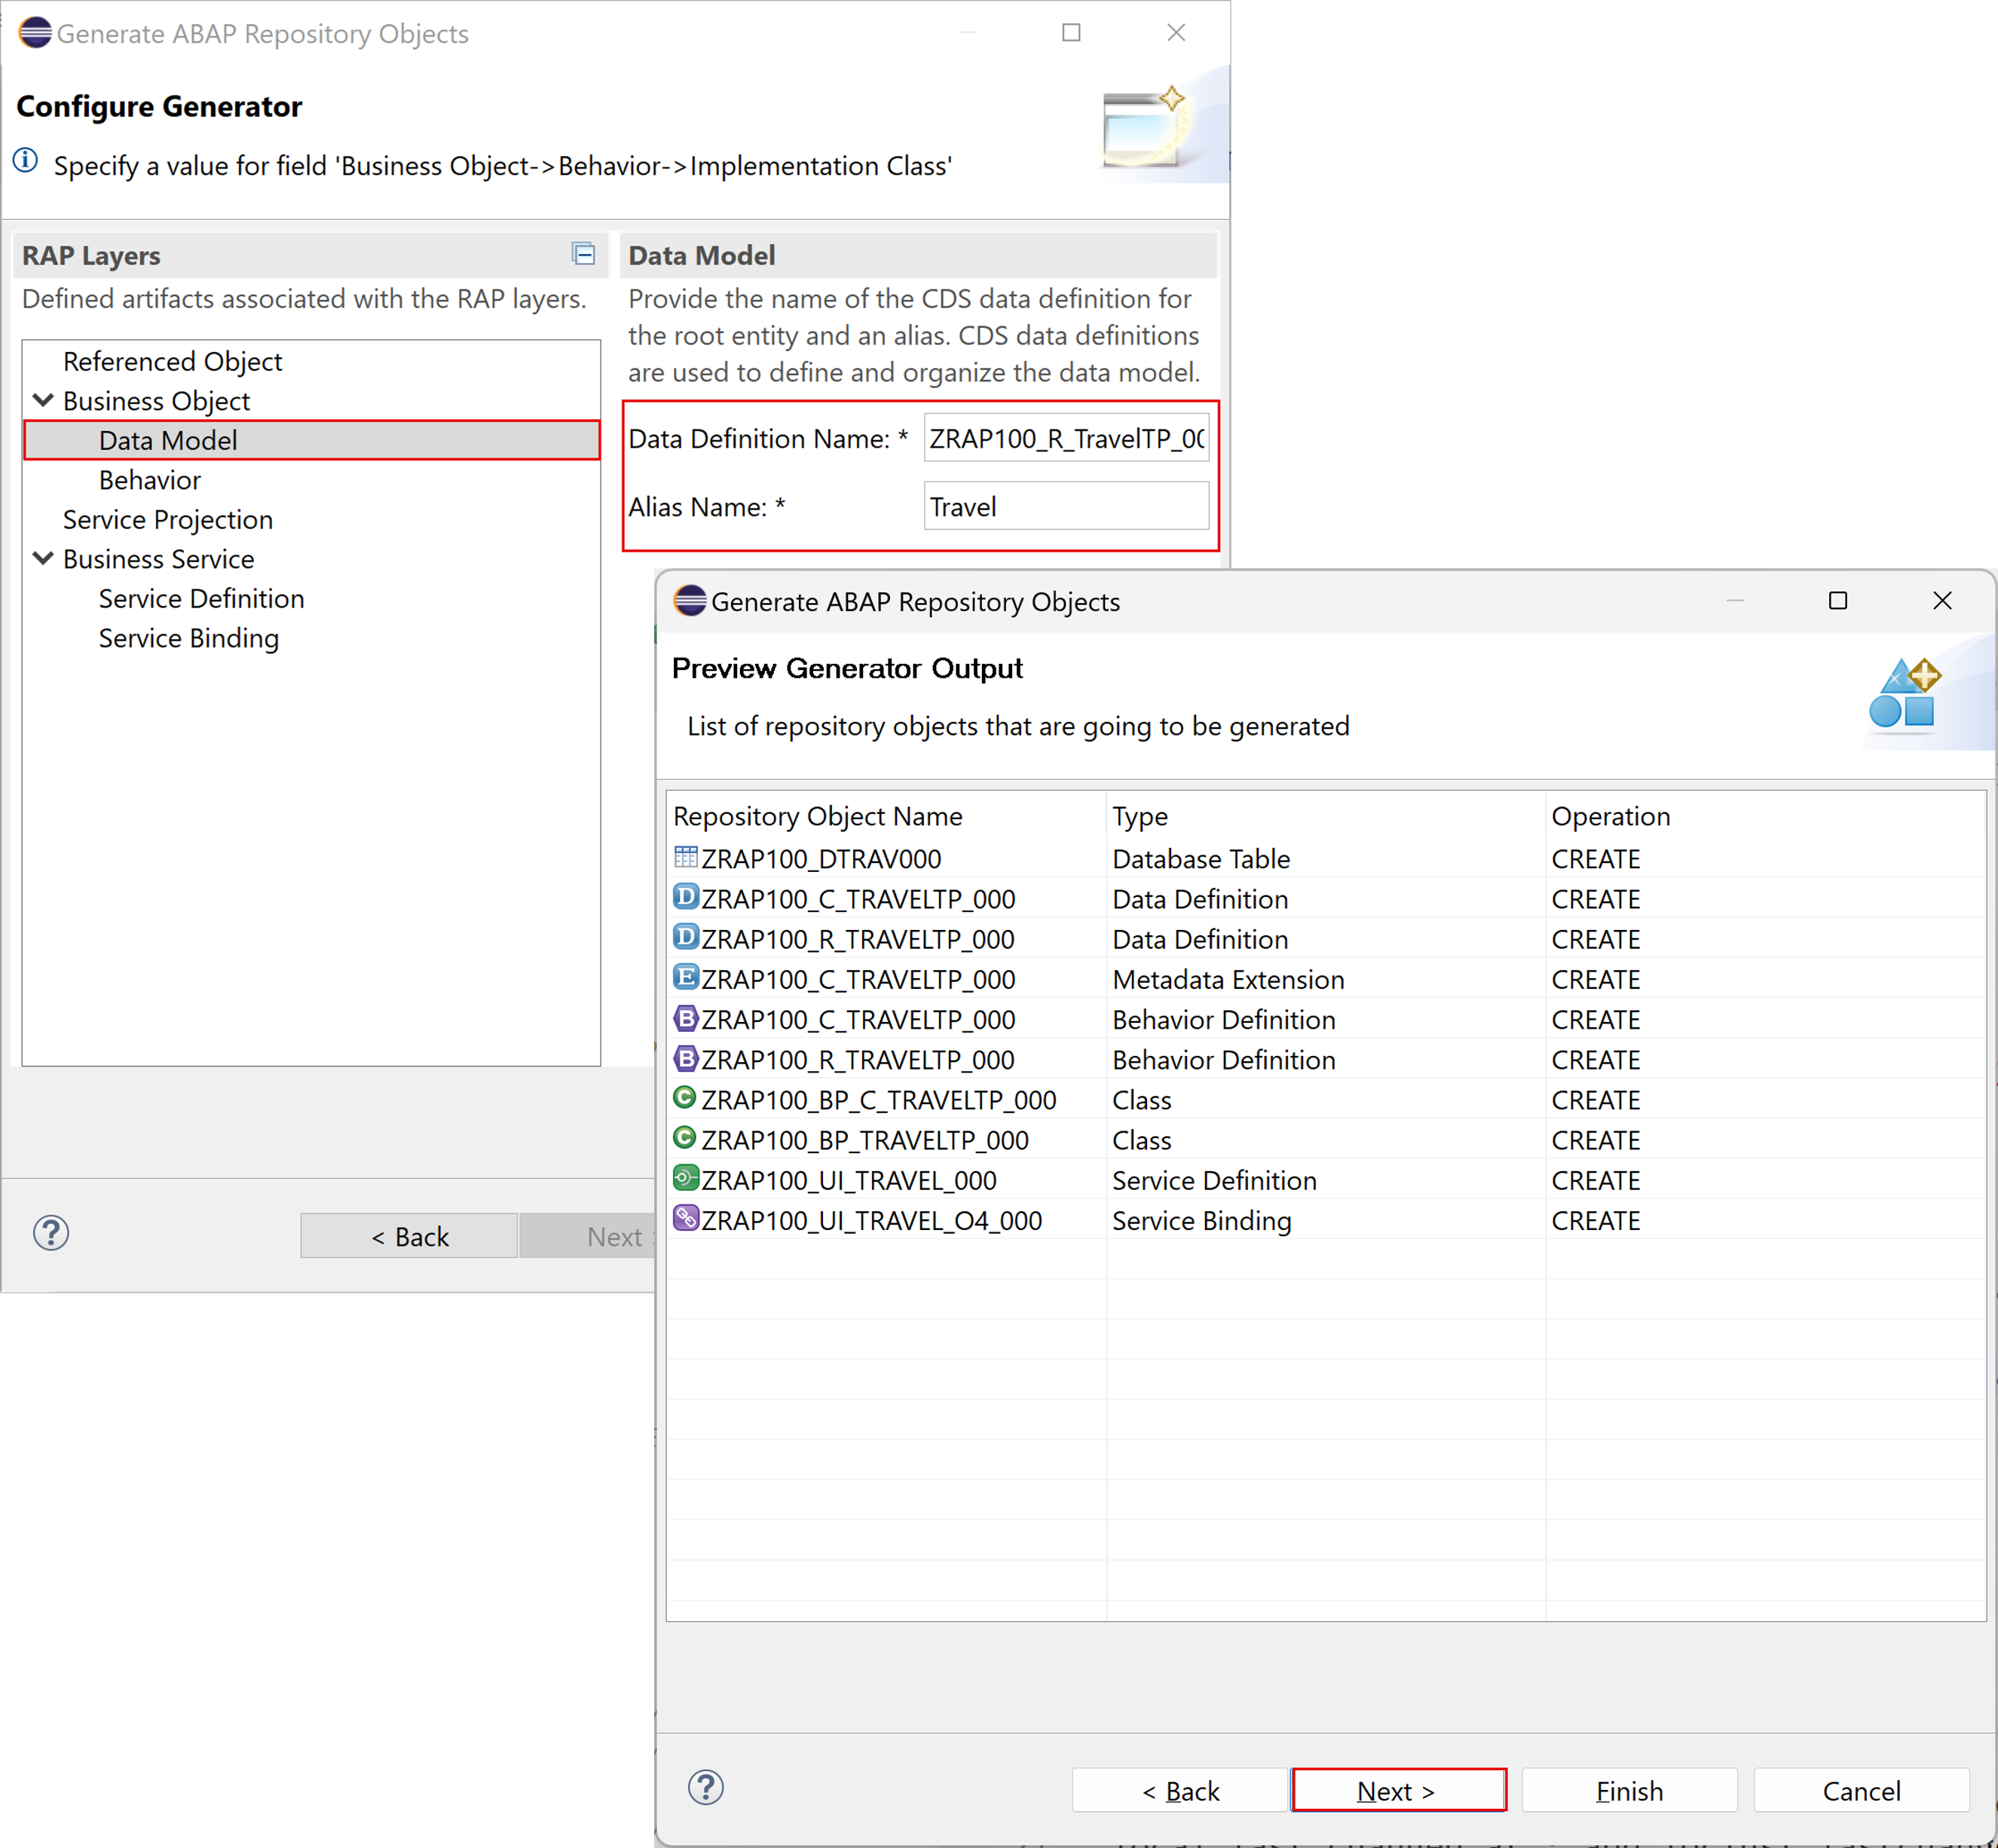 Generate ABAP Repository Objects
Configure Generator
Specify a value for field 'Business Object->Behavior->Implementation Class'
RAP Layers
Defined artifacts associated with the RAP layers.
Referenced Object
Business Object
Data Model
Behavior
Service Projection
Business Service
Service Definition
Service Binding
Data Model
Provide the name of the CDS data definition for
the root entity and an alias. CDS data definitions
are used to define and organize the data model.
Data Definition Name: * ZRAP100_R_TravelTP_00
Alias Name: * Travel
< Back Next
Generate ABAP Repository Objects
Preview Generator Output
List of repository objects that are going to be generated
Repository Object Name Type Operation
ZRAP100_DTRAV000 Database Table CREATE
ZRAP100_C_TRAVELTP_000 Data Definition CREATE
ZRAP100_R_TRAVELTP_000 Data Definition CREATE
ZRAP100_C_TRAVELTP_000 Metadata Extension CREATE
ZRAP100_C_TRAVELTP_000 Behavior Definition CREATE
ZRAP100_R_TRAVELTP_000 Behavior Definition CREATE
ZRAP100_BP_C_TRAVELTP_000 Class CREATE
ZRAP100_BP_TRAVELTP_000 Class CREATE
ZRAP100_UI_TRAVEL_000 Service Definition CREATE
ZRAP100_UI_TRAVEL_O4_000 Service Binding CREATE
< Back Next > Finish Cancel